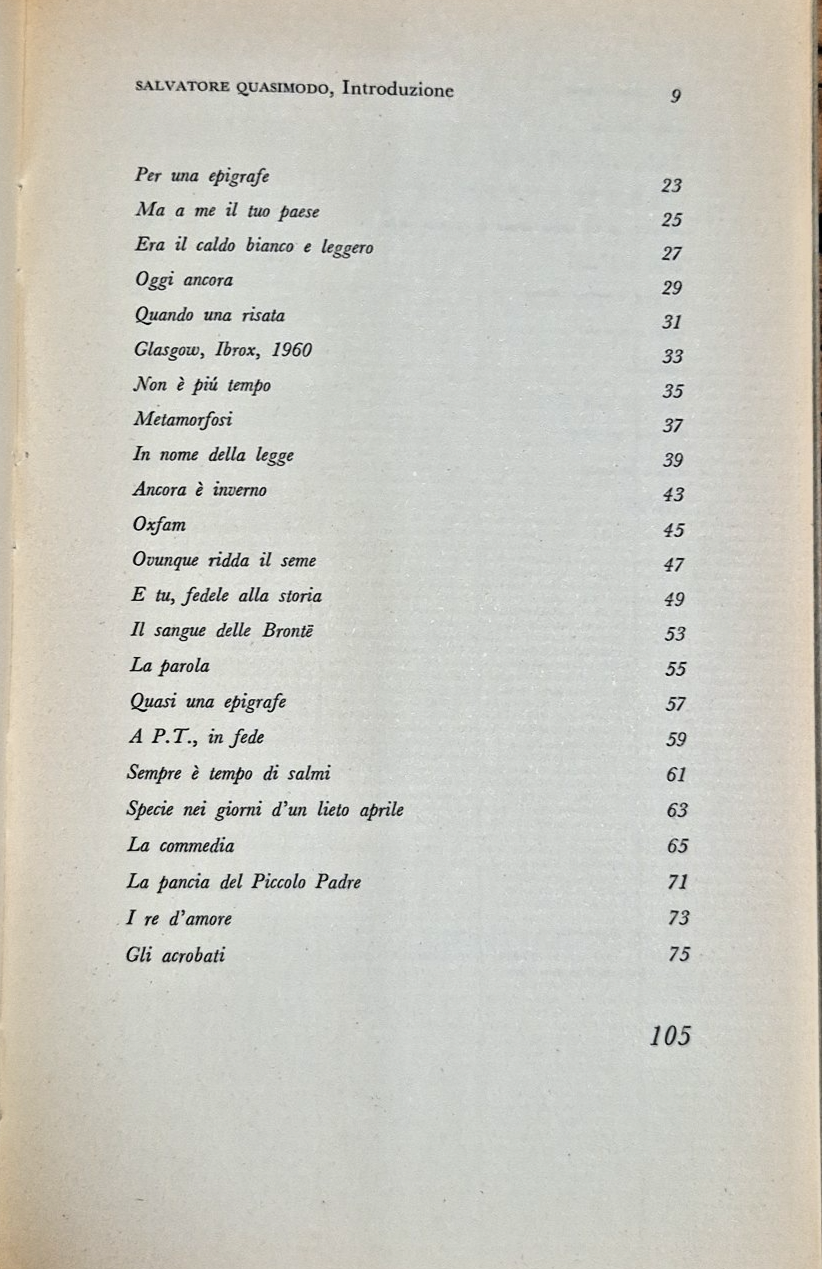 SALVATORE QUASIMODO, Introduzione 9
Per una epigrafe 23
Ma a me il tuo paese 25
Era il caldo bianco e leggero 27
Oggi ancora 29
Quando una risata 31
Glasgow, Ibrox, 1960 33
Non è piú tempo 35
Metamorfosi 37
In nome della legge 39
Ancora è inverno 43
Oxfam 45
Ovunque ridda il seme 47
E tu, fedele alla storia 49
Il sangue delle Brontë 53
La parola 55
Quasi una epigrafe 57
A P.T., in fede 59
Sempre è tempo di salmi 61
Specie nei giorni d'un lieto aprile 63
La commedia 65
La pancia del Piccolo Padre 71
I re d'amore 73
Gli acrobati 75
105